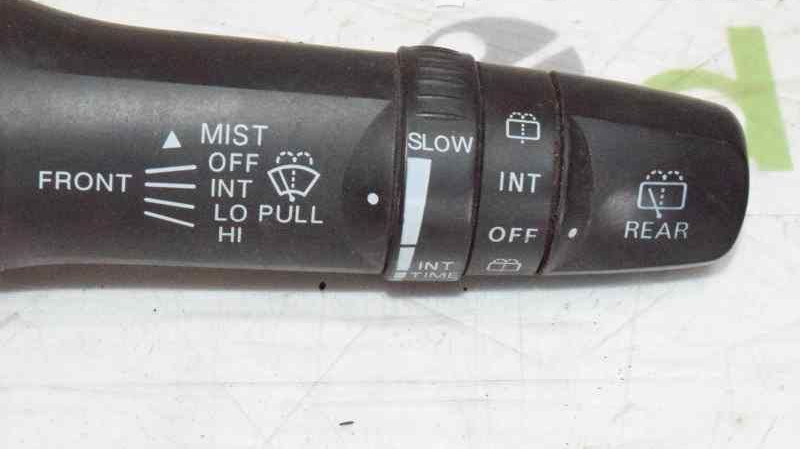 MIST
OFF
FRONT INT
LO PULL
HI
SLOW
INT
TIME
INT
OFF
REAR
d